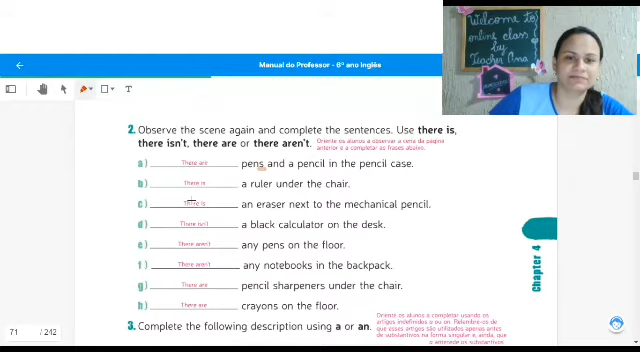 Welcome to
online class
by
Teacher Ana
Manual do Professor - 6º ano Inglês
T
2. Observe the scene again and complete the sentences. Use there is,
there isn't, there are or there aren't. Oriente os alunos a observar a cena da página
anterior e a completar as frases abaixo.
a) There are pens and a pencil in the pencil case.
b) There is a ruler under the chair.
c) There is an eraser next to the mechanical pencil.
d) There isn't a black calculator on the desk.
e) There aren't any pens on the floor.
f) There aren't any notebooks in the backpack.
g) There are pencil sharpeners under the chair.
h) There are crayons on the floor.
Chapter 4
3. Complete the following description using a or an.
Oriente os alunos a completar usando os
artigos indefinidos a ou an. Relembre-os de
que esses artigos são utilizados apenas antes
de substantivos na forma singular e, ainda, que
a antecede os substantivos
71 / 242